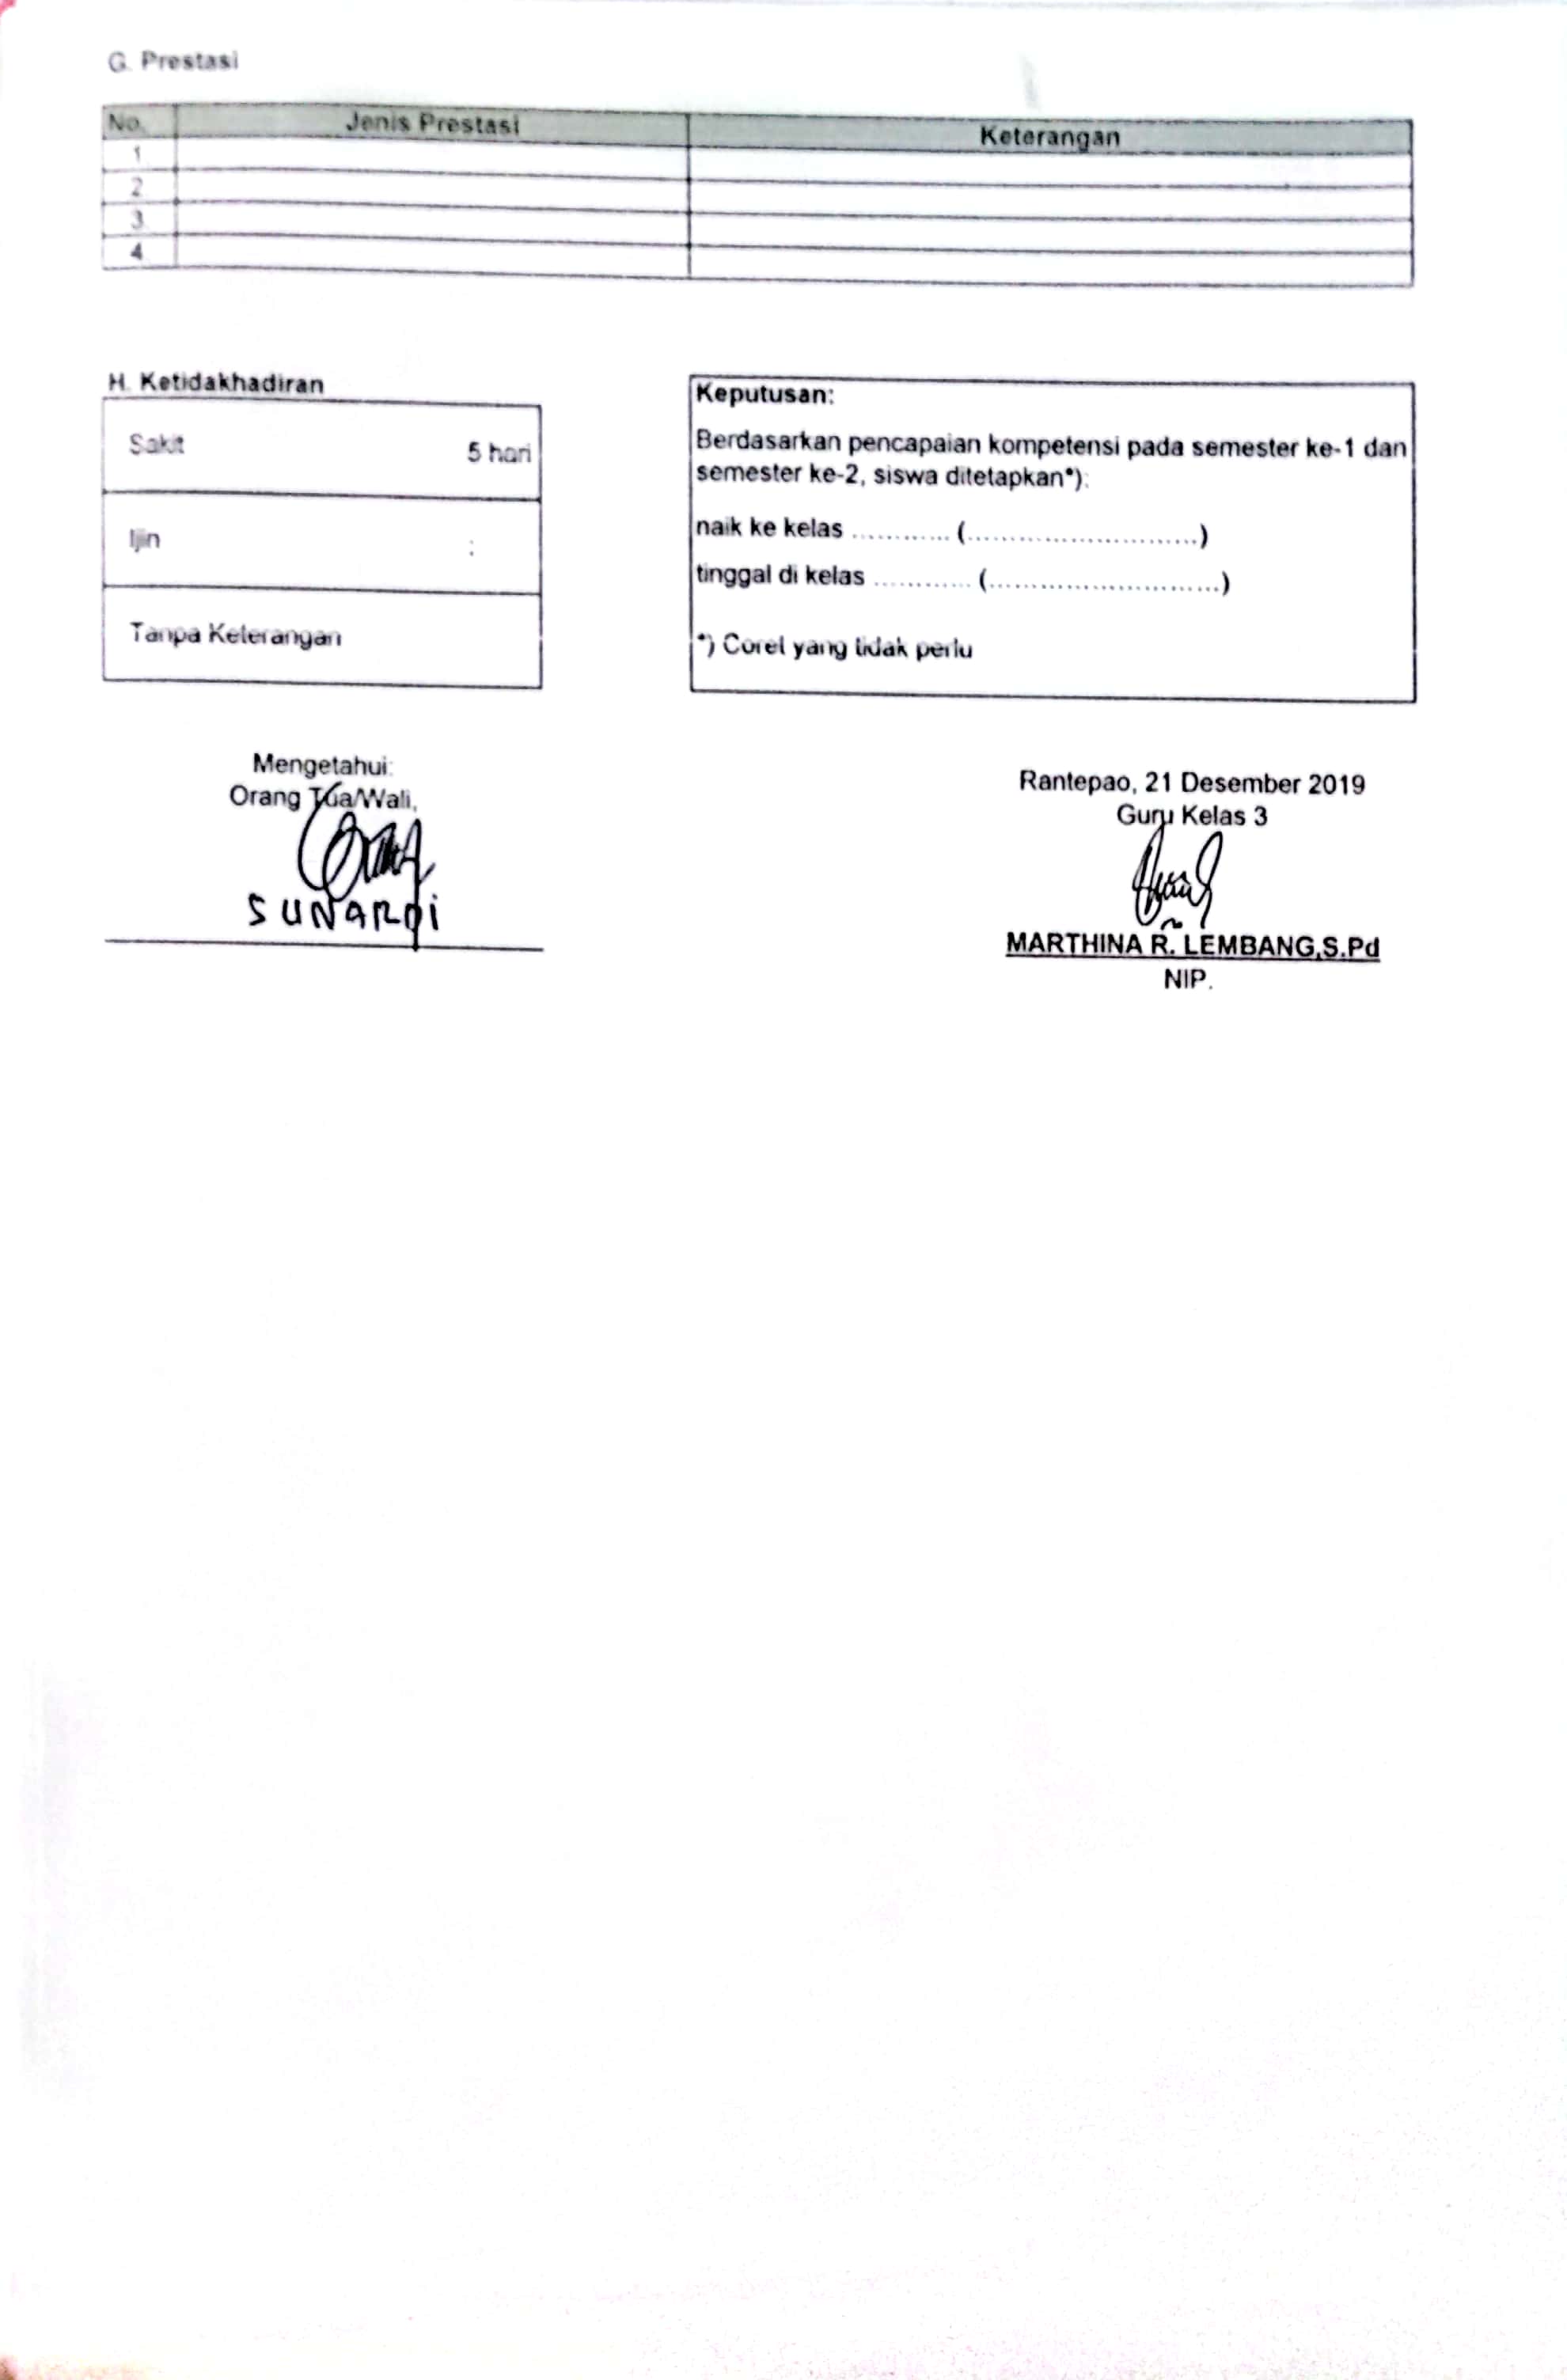 G. Prestasi
No. Jenis Prestasi Keterangan
1
2
3
4
H. Ketidakhadiran
Sakit 5 hari
Ijin :
Tanpa Keterangan
Keputusan:
Berdasarkan pencapaian kompetensi pada semester ke-1 dan
semester ke-2, siswa ditetapkan*):
naik ke kelas ............ (............................)
tinggal di kelas ............ (............................)
*) Coret yang tidak perlu
Mengetahui:
Orang Tua/Wali,
SUNARDI
Rantepao, 21 Desember 2019
Guru Kelas 3
MARTHINA R. LEMBANG,S.Pd
NIP.